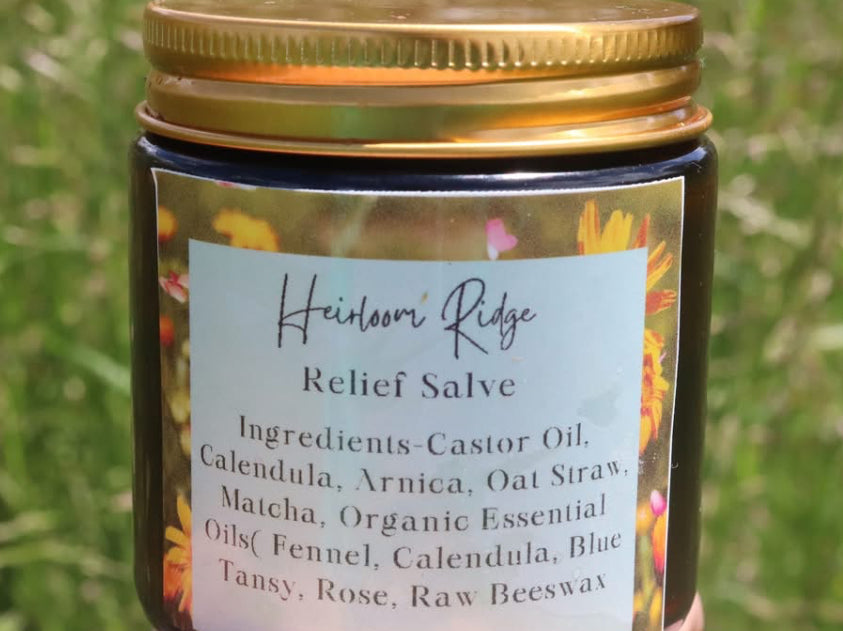 Heirloom Ridge
Relief Salve
Ingredients-Castor Oil,
Calendula, Arnica, Oat Straw,
Matcha, Organic Essential
Oils( Fennel, Calendula, Blue
Tansy, Rose, Raw Beeswax